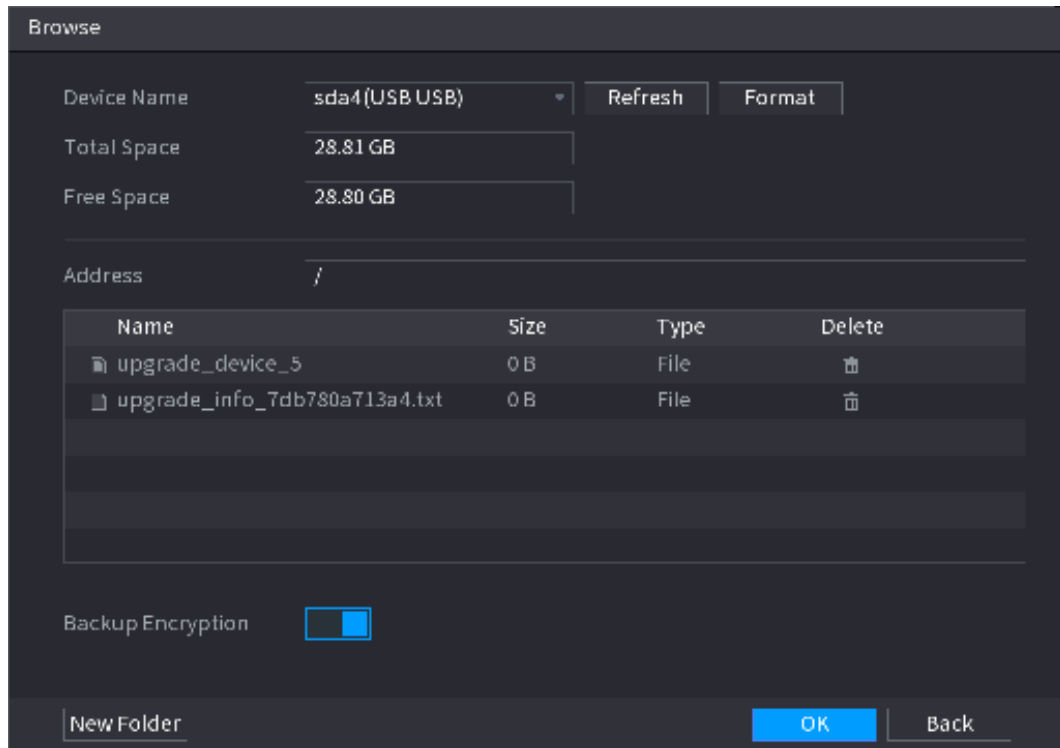 Browse
Device Name sda4(USB USB) Refresh Format
Total Space 28.81 GB
Free Space 28.80 GB
Address /
Name Size Type Delete
upgrade_device_5 0 B File
upgrade_info_7db780a713a4.txt 0 B File
Backup Encryption
New Folder OK Back